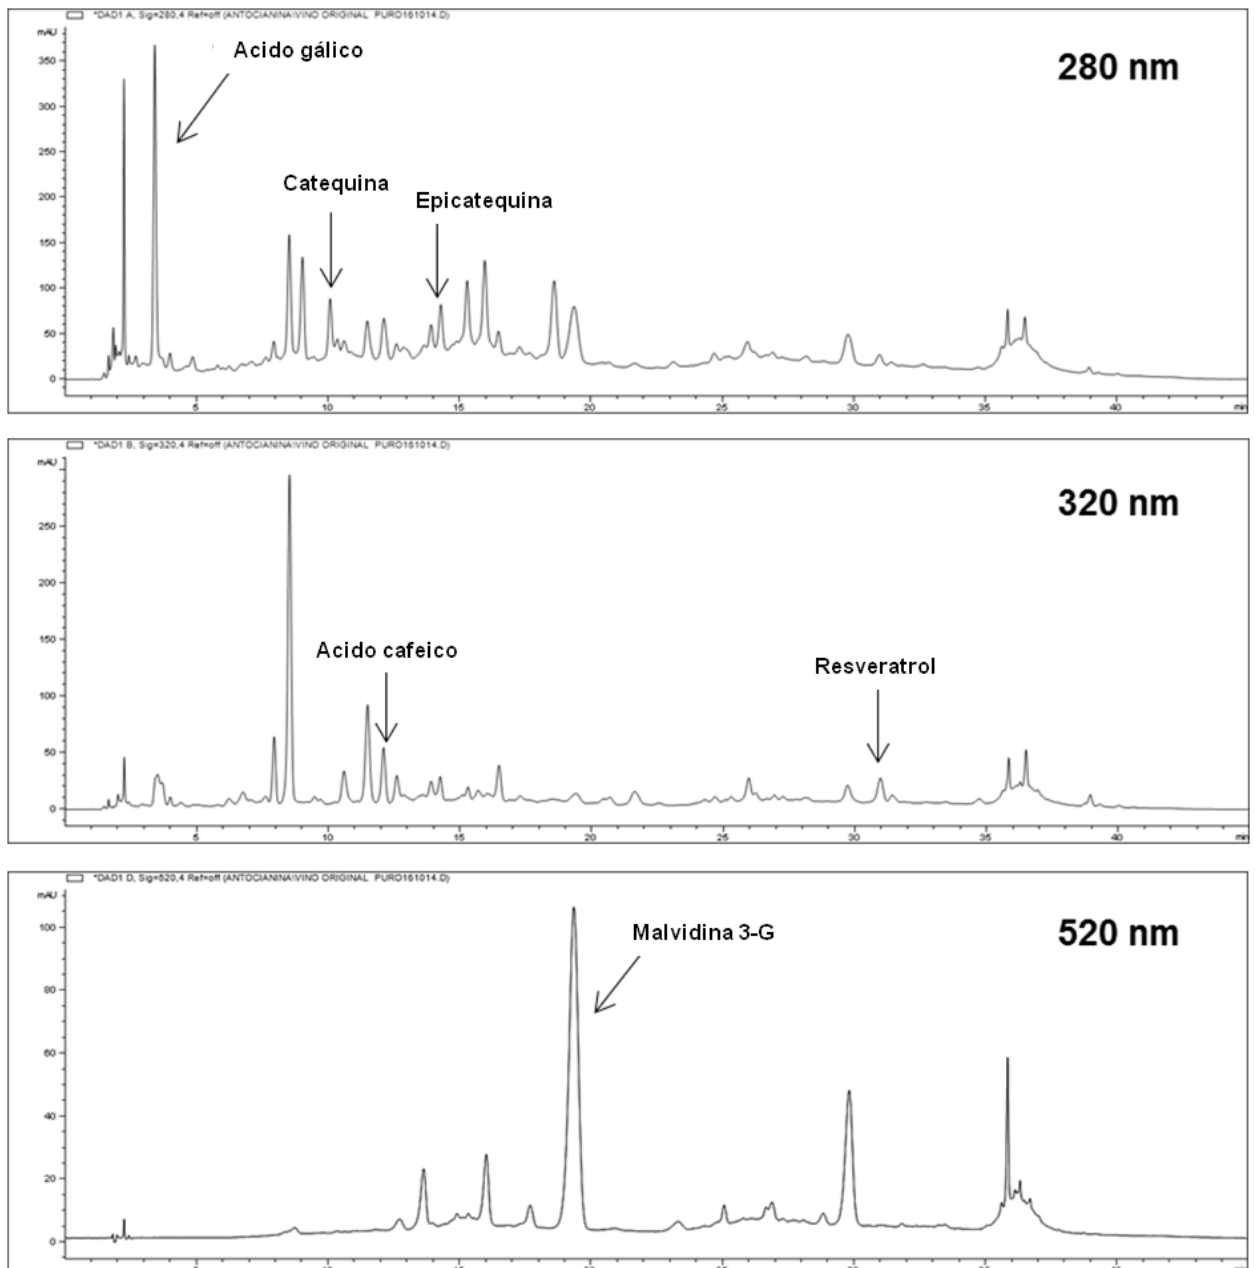 *DAD1 A, Sig=280,4 Ref=off (ANTOCIANINA\VINO ORIGINAL PURO161014.D)
mAU
Acido gálico
280 nm
350
300
250
Catequina
Epicatequina
200
150
100
50
0
5 10 15 20 25 30 35 40 min
*DAD1 B, Sig=320,4 Ref=off (ANTOCIANINA\VINO ORIGINAL PURO161014.D)
mAU
320 nm
250
200
150
Acido cafeico
Resveratrol
100
50
0
5 10 15 20 25 30 35 40 min
*DAD1 D, Sig=520,4 Ref=off (ANTOCIANINA\VINO ORIGINAL PURO161014.D)
mAU
Malvidina 3-G
520 nm
100
80
60
40
20
0